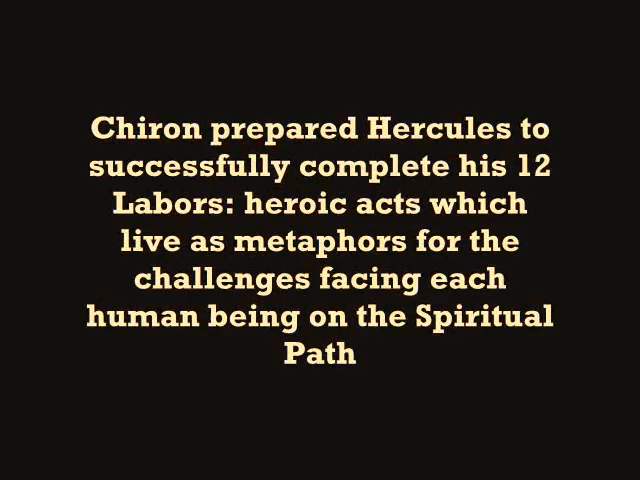 Chiron prepared Hercules to
successfully complete his 12
Labors: heroic acts which
live as metaphors for the
challenges facing each
human being on the Spiritual
Path